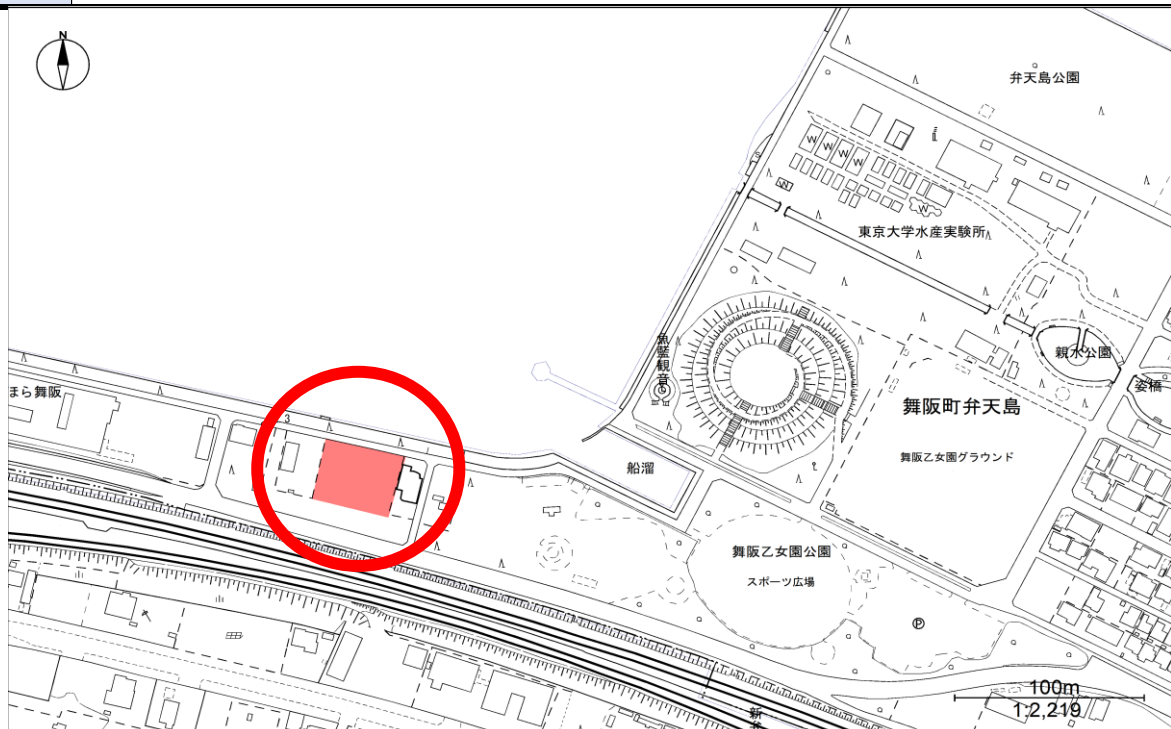 N
弁天島公園
W
W
W
W
W
W
S
東京大学水産実験所
魚籃観音
親水公園
姿橋
舞阪町弁天島
ほら舞阪
3
舞阪乙女園グラウンド
船溜
舞阪乙女園公園
スポーツ広場
P
100m
1:2,219
新